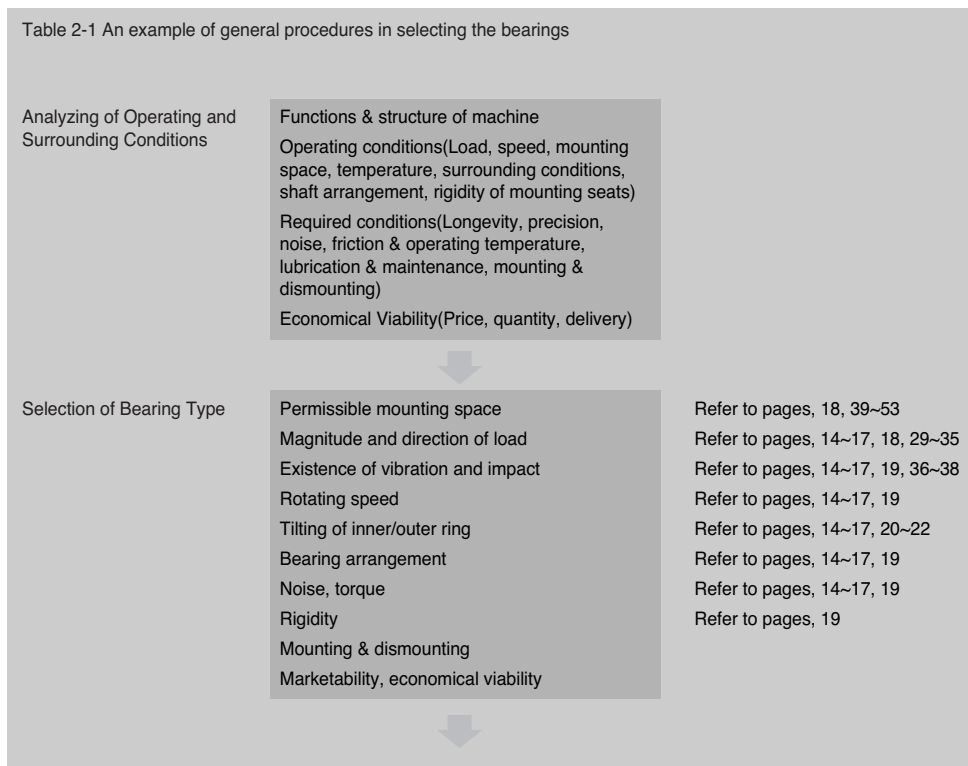 Table 2-1 An example of general procedures in selecting the bearings
Analyzing of Operating and
Surrounding Conditions
Functions & structure of machine
Operating conditions(Load, speed, mounting
space, temperature, surrounding conditions,
shaft arrangement, rigidity of mounting seats)
Required conditions(Longevity, precision,
noise, friction & operating temperature,
lubrication & maintenance, mounting &
dismounting)
Economical Viability(Price, quantity, delivery)
Selection of Bearing Type
Permissible mounting space Refer to pages, 18, 39~53
Magnitude and direction of load Refer to pages, 14~17, 18, 29~35
Existence of vibration and impact Refer to pages, 14~17, 19, 36~38
Rotating speed Refer to pages, 14~17, 19
Tilting of inner/outer ring Refer to pages, 14~17, 20~22
Bearing arrangement Refer to pages, 14~17, 19
Noise, torque Refer to pages, 14~17, 19
Rigidity Refer to pages, 19
Mounting & dismounting
Marketability, economical viability